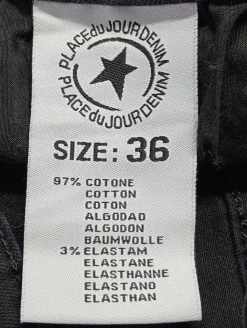 PLACEduJOURDENIM
PLACEduJOURDENIM
SIZE: 36
97% COTONE
COTTON
COTON
ALGODAO
ALGODON
BAUMWOLLE
3% ELASTAM
ELASTANE
ELASTHANNE
ELASTANO
ELASTHAN